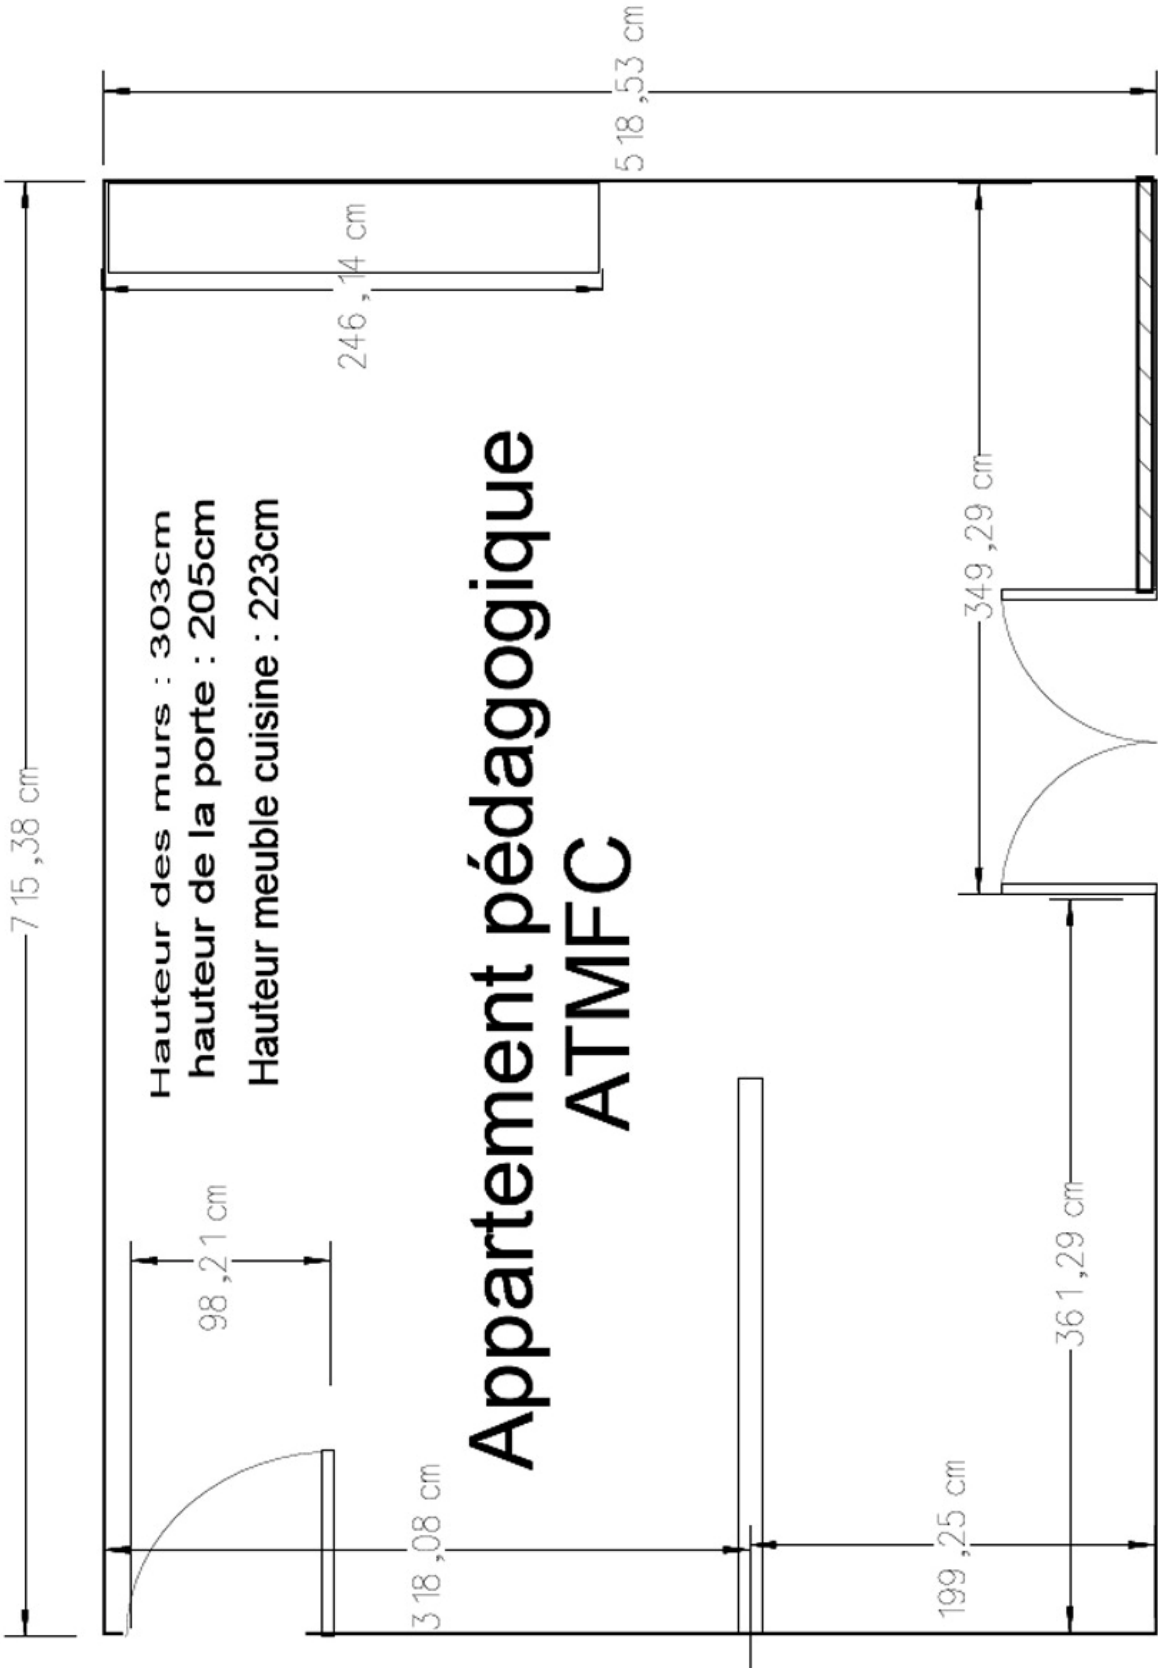 715,38 cm
518,53 cm
Hauteur des murs : 303cm
hauteur de la porte : 205cm
Hauteur meuble cuisine : 223cm
246,14 cm
98,21 cm
Appartement pédagogique
ATMFC
318,08 cm
349,29 cm
199,25 cm
361,29 cm